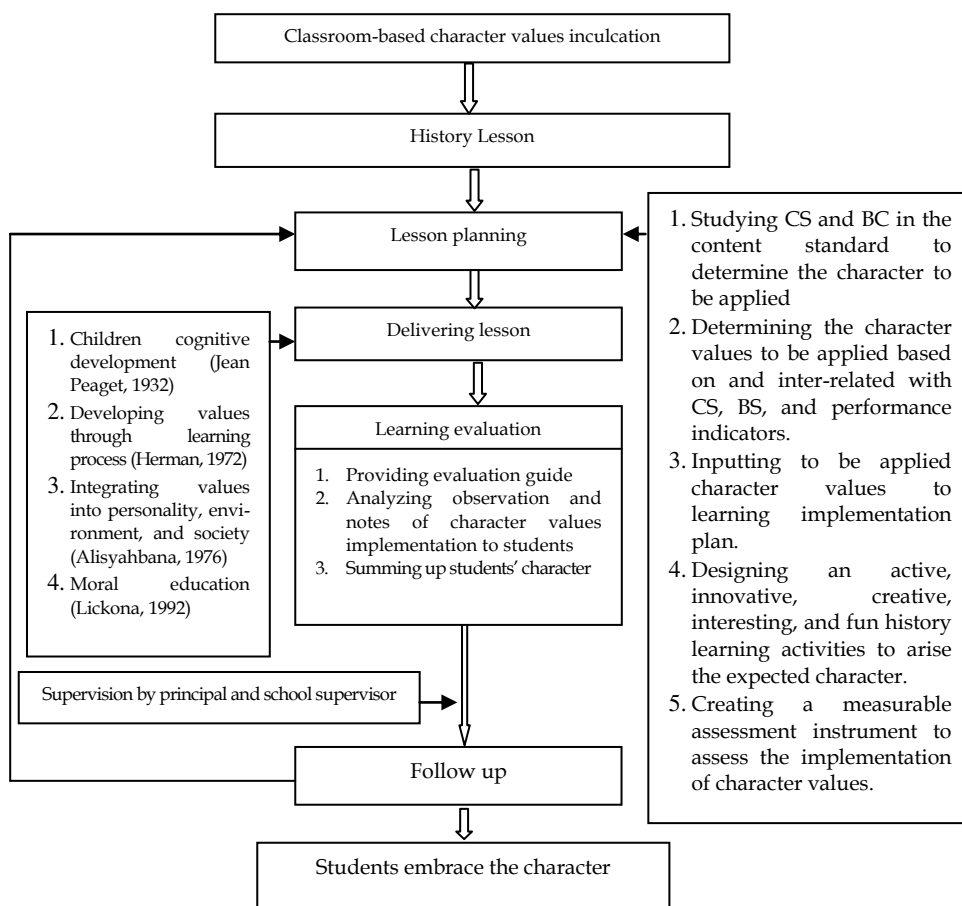 Classroom-based character values inculcation
History Lesson
Lesson planning
Delivering lesson
1. Children cognitive
development (Jean
Peaget, 1932)
2. Developing values
through learning
process (Herman, 1972)
3. Integrating values
into personality, envi-
ronment, and society
(Alisyahbana, 1976)
4. Moral education
(Lickona, 1992)
Learning evaluation
1. Providing evaluation guide
2. Analyzing observation and
notes of character values
implementation to students
3. Summing up students' character
1. Studying CS and BC in the
content standard to
determine the character to
be applied
2. Determining the character
values to be applied based
on and inter-related with
CS, BS, and performance
indicators.
3. Inputting to be applied
character values to
learning implementation
plan.
4. Designing an active,
innovative, creative,
interesting, and fun history
learning activities to arise
the expected character.
5. Creating a measurable
assessment instrument to
assess the implementation
of character values.
Supervision by principal and school supervisor
Follow up
Students embrace the character